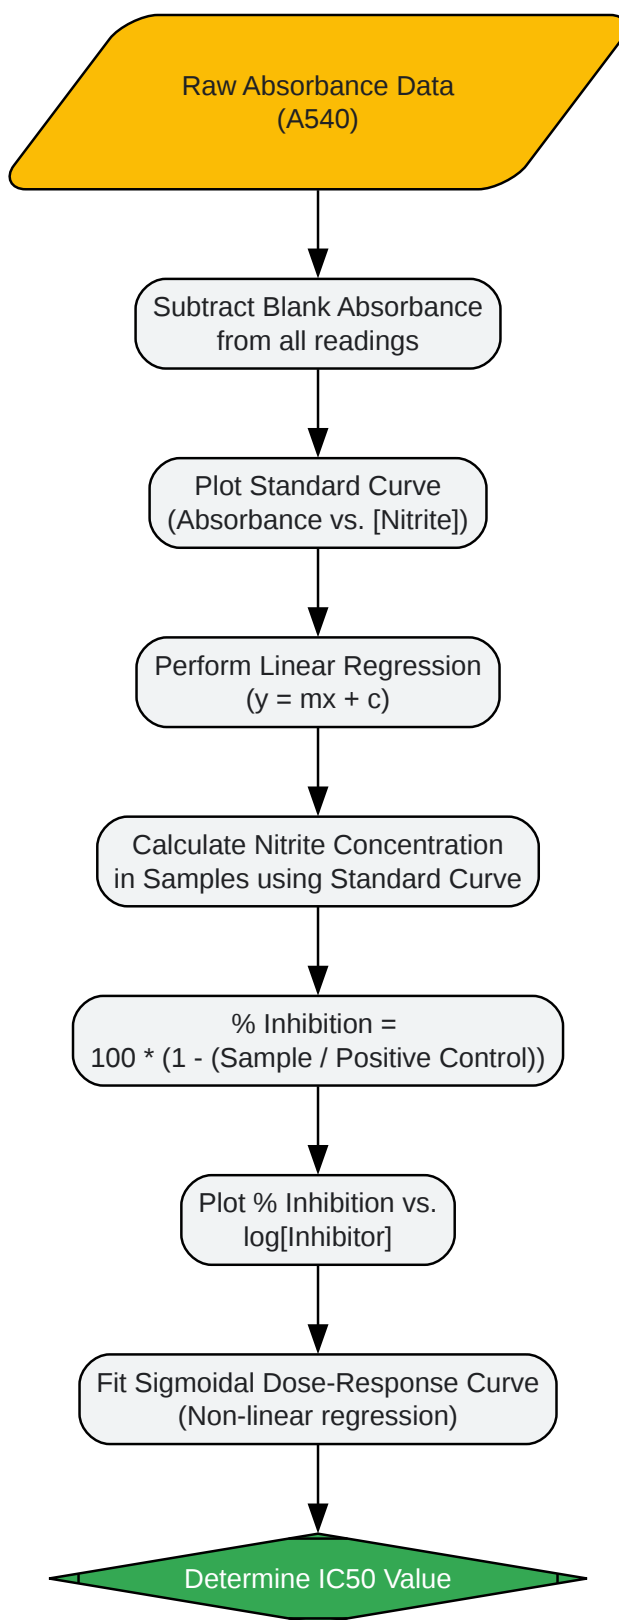 Raw Absorbance Data
(A540)
Subtract Blank Absorbance
from all readings
Plot Standard Curve
(Absorbance vs. [Nitrite])
Perform Linear Regression
(y = mx + c)
Calculate Nitrite Concentration
in Samples using Standard Curve
% Inhibition =
100 * (1 - (Sample / Positive Control))
Plot % Inhibition vs.
log[Inhibitor]
Fit Sigmoidal Dose-Response Curve
(Non-linear regression)
Determine IC50 Value